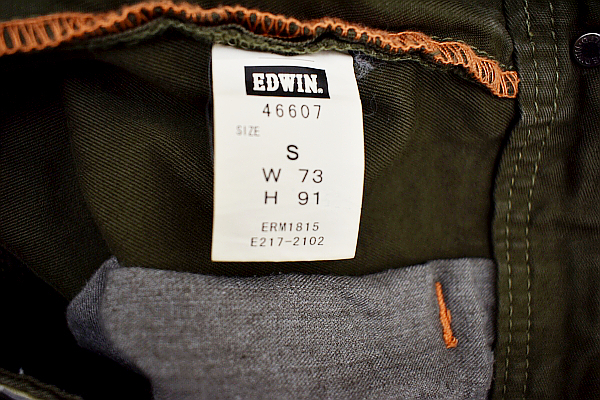 EDWIN.
46607
SIZE
S
W 73
H 91
ERM1815
E217-2102